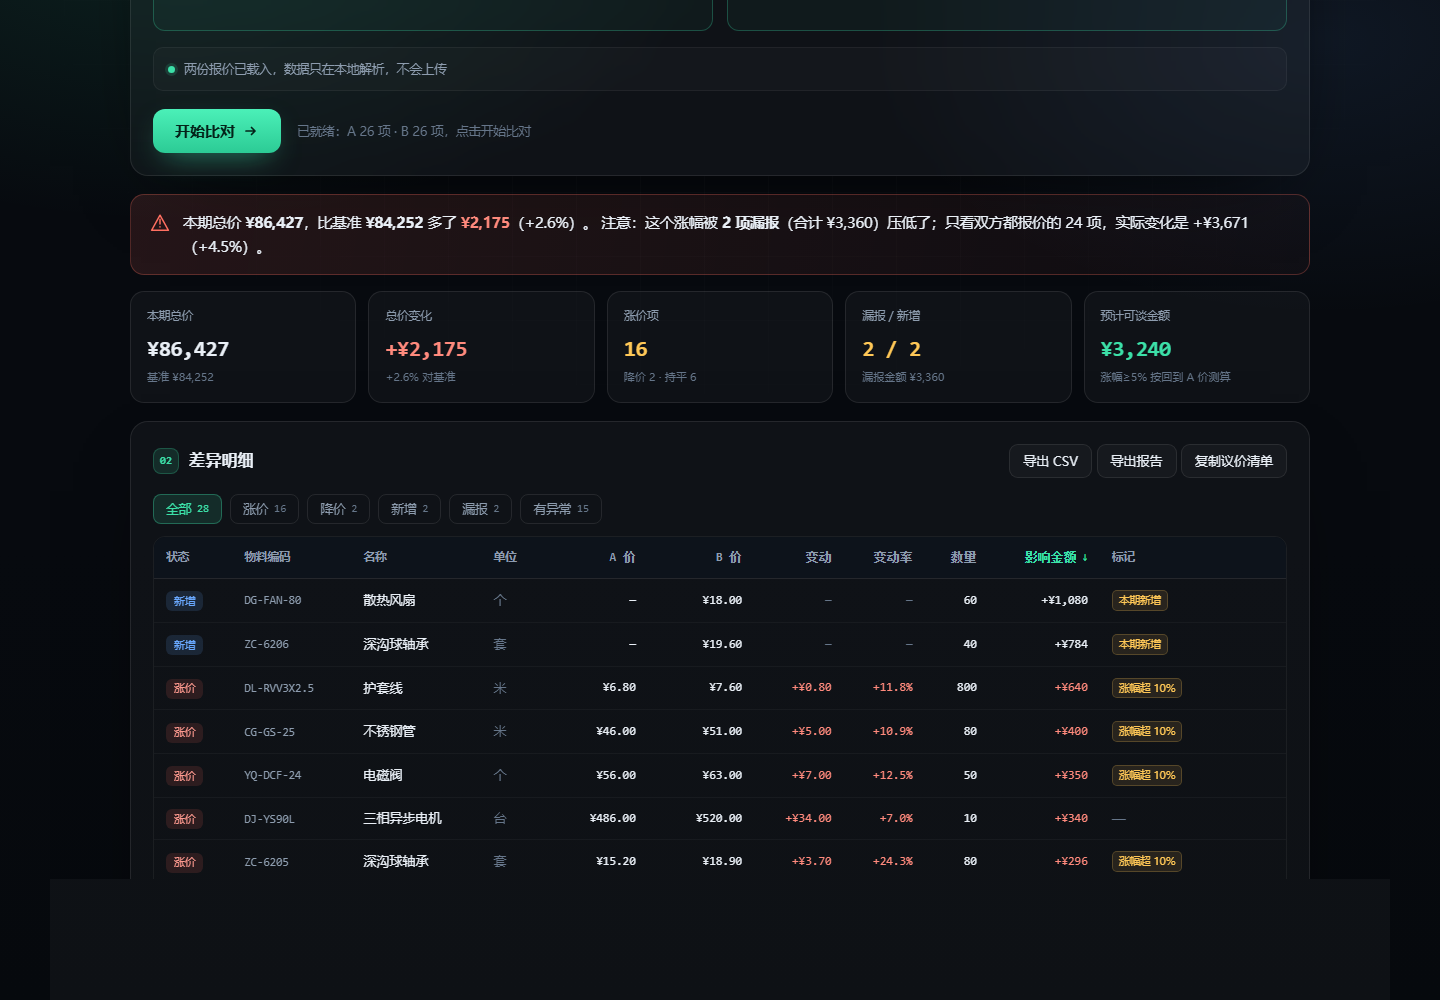 两份报价已载入，数据只在本地解析，不会上传
开始比对 →
已就绪：A 26 项 · B 26 项，点击开始比对
本期总价 ¥86,427，比基准 ¥84,252 多了 ¥2,175（+2.6%）。 注意：这个涨幅被 2 项漏报（合计 ¥3,360）压低了；只看双方都报价的 24 项，实际变化是 +¥3,671
（+4.5%）。
本期总价
¥86,427
基准 ¥84,252
总价变化
+¥2,175
+2.6% 对基准
涨价项
16
降价 2 · 持平 6
漏报 / 新增
2 / 2
漏报金额 ¥3,360
预计可谈金额
¥3,240
涨幅≥5% 按回到 A 价测算
02 差异明细
导出 CSV 导出报告 复制议价清单
全部 28 涨价 16 降价 2 新增 2 漏报 2 有异常 15
状态 物料编码 名称 单位 A 价 B 价 变动 变动率 数量 影响金额 ↓ 标记
新增 DG-FAN-80 散热风扇 个 — ¥18.00 — — 60 +¥1,080 本期新增
新增 ZC-6206 深沟球轴承 套 — ¥19.60 — — 40 +¥784 本期新增
涨价 DL-RVV3X2.5 护套线 米 ¥6.80 ¥7.60 +¥0.80 +11.8% 800 +¥640 涨幅超 10%
涨价 CG-GS-25 不锈钢管 米 ¥46.00 ¥51.00 +¥5.00 +10.9% 80 +¥400 涨幅超 10%
涨价 YQ-DCF-24 电磁阀 个 ¥56.00 ¥63.00 +¥7.00 +12.5% 50 +¥350 涨幅超 10%
涨价 DJ-YS90L 三相异步电机 台 ¥486.00 ¥520.00 +¥34.00 +7.0% 10 +¥340 —
涨价 ZC-6205 深沟球轴承 套 ¥15.20 ¥18.90 +¥3.70 +24.3% 80 +¥296 涨幅超 10%